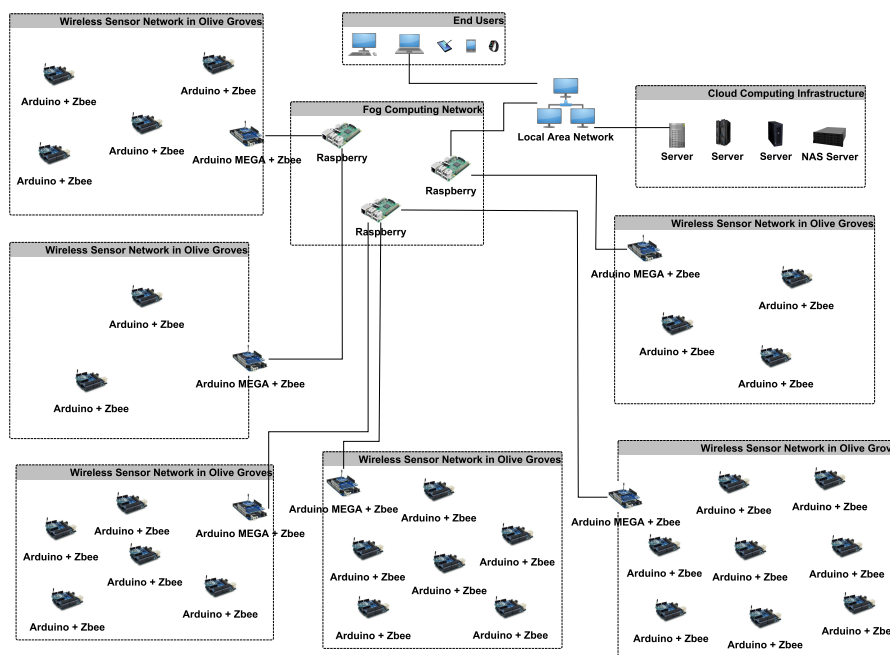 Wireless Sensor Network in Olive Groves
Arduino + Zbee
Arduino + Zbee
Arduino + Zbee
Arduino + Zbee
Arduino MEGA + Zbee
End Users
Fog Computing Network
Raspberry
Raspberry
Raspberry
Local Area Network
Cloud Computing Infrastructure
Server
Server
Server
NAS Server
Wireless Sensor Network in Olive Groves
Arduino MEGA + Zbee
Arduino + Zbee
Arduino + Zbee
Arduino + Zbee
Wireless Sensor Network in Olive Groves
Arduino + Zbee
Arduino MEGA + Zbee
Arduino + Zbee
Wireless Sensor Network in Olive Groves
Arduino + Zbee
Arduino MEGA + Zbee
Arduino + Zbee
Arduino + Zbee
Arduino + Zbee
Arduino + Zbee
Wireless Sensor Network in Olive Groves
Arduino MEGA + Zbee
Arduino + Zbee
Arduino + Zbee
Arduino + Zbee
Arduino + Zbee
Arduino + Zbee
Arduino + Zbee
Wireless Sensor Network in Olive Grov
Arduino MEGA + Zbee
Arduino + Zbee
Arduino + Zbee
Arduino + Zbee
Arduino + Zbee
Arduino + Zbe
Arduino + Zbee
Arduino + Zbee
Arduino + Zbe